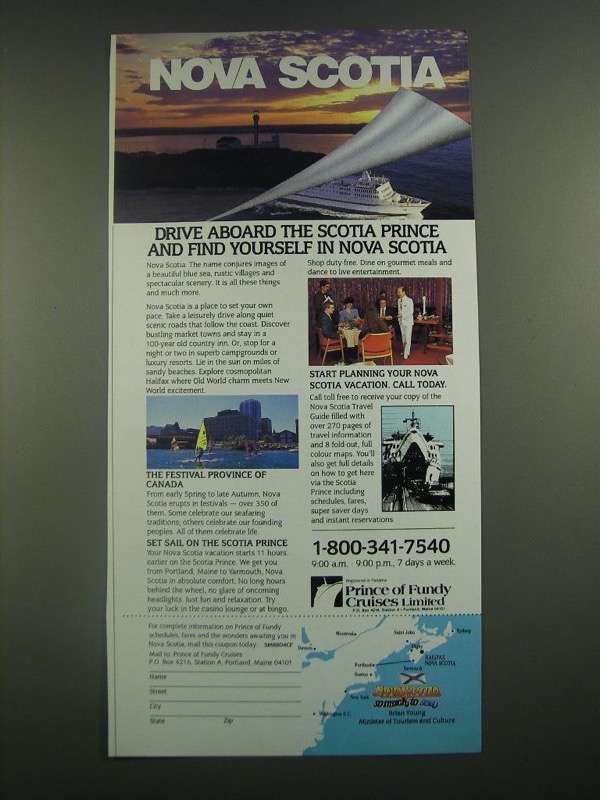 NOVA SCOTIA
DRIVE ABOARD THE SCOTIA PRINCE
AND FIND YOURSELF IN NOVA SCOTIA
Nova Scotia. The name conjures images of
a beautiful blue sea, rustic villages and
spectacular scenery. It is all these things
and much more.
Nova Scotia is a place to set your own
pace. Take a leisurely drive along quiet
scenic roads that follow the coast. Discover
bustling market towns and stay in a
100-year old country inn. Or, stop for a
night or two in superb campgrounds or
luxury resorts. Lie in the sun on miles of
sandy beaches. Explore cosmopolitan
Halifax where Old World charm meets New
World excitement.
THE FESTIVAL PROVINCE OF
CANADA
From early Spring to late Autumn, Nova
Scotia erupts in festivals — over 350 of
them. Some celebrate our seafaring
traditions; others celebrate our founding
peoples. All of them celebrate life.
SET SAIL ON THE SCOTIA PRINCE
Your Nova Scotia vacation starts 11 hours
earlier on the Scotia Prince. We get you
from Portland, Maine to Yarmouth, Nova
Scotia in absolute comfort. No long hours
behind the wheel, no glare of oncoming
headlights. Just fun and relaxation. Try
your luck in the casino lounge or at bingo.
Shop duty-free. Dine on gourmet meals and
dance to live entertainment.
START PLANNING YOUR NOVA
SCOTIA VACATION. CALL TODAY.
Call toll free to receive your copy of the
Nova Scotia Travel
Guide filled with
over 270 pages of
travel information
and 8 fold out, full
colour maps. You'll
also get full details
on how to get here
via the Scotia
Prince including
schedules, fares,
super saver days
and instant reservations.
1-800-341-7540
9:00 a.m. - 9:00 p.m., 7 days a week.
Registered in Panama
Prince of Fundy
Cruises Limited
P.O. Box 4216, Station A • Portland, Maine 04101
For complete information on Prince of Fundy
schedules, fares and the wonders awaiting you in
Nova Scotia, mail this coupon today.
Mail to: Prince of Fundy Cruises
P.O. Box 4216, Station A, Portland, Maine 04101
Name
Street
City
State Zip
Montreal
Saint John
Sydney
Digby
HALIFAX
NOVA SCOTIA
Portland
Yarmouth
Boston
New York
Washington D.C.
so much to sea
Brian Young
Minister of Tourism and Culture